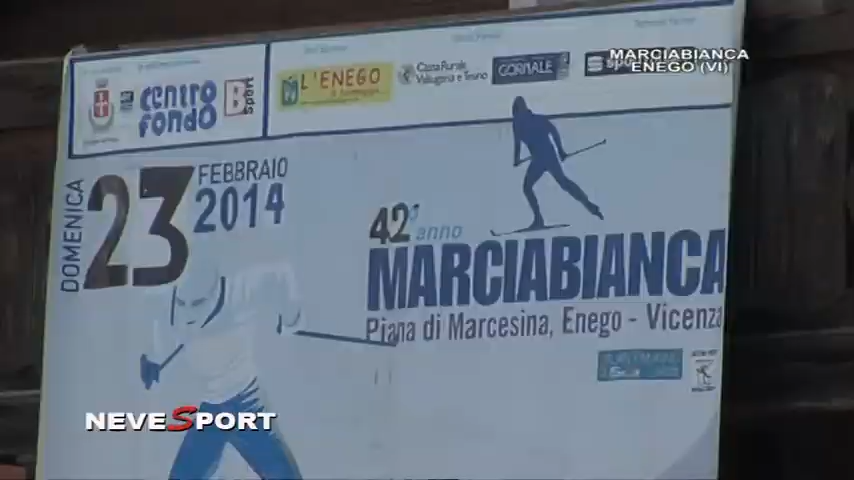 MARCIABIANCA
ENEGO (VI)
CENTRO
FONDO
sport
L'ENEGO
Cassa Rurale
Valsugana e Tesino
GIORNALE
DOMENICA
23
FEBBRAIO
2014
42° anno
MARCIABIANCA
Piana di Marcesina, Enego - Vicenza
NEVESPORT